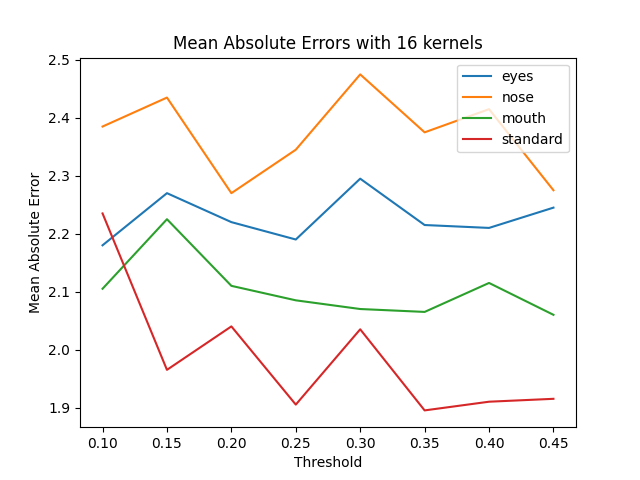 Mean Absolute Errors with 16 kernels
eyes
nose
mouth
standard
2.5
2.4
2.3
2.2
2.1
2.0
1.9
Mean Absolute Error
0.10 0.15 0.20 0.25 0.30 0.35 0.40 0.45
Threshold